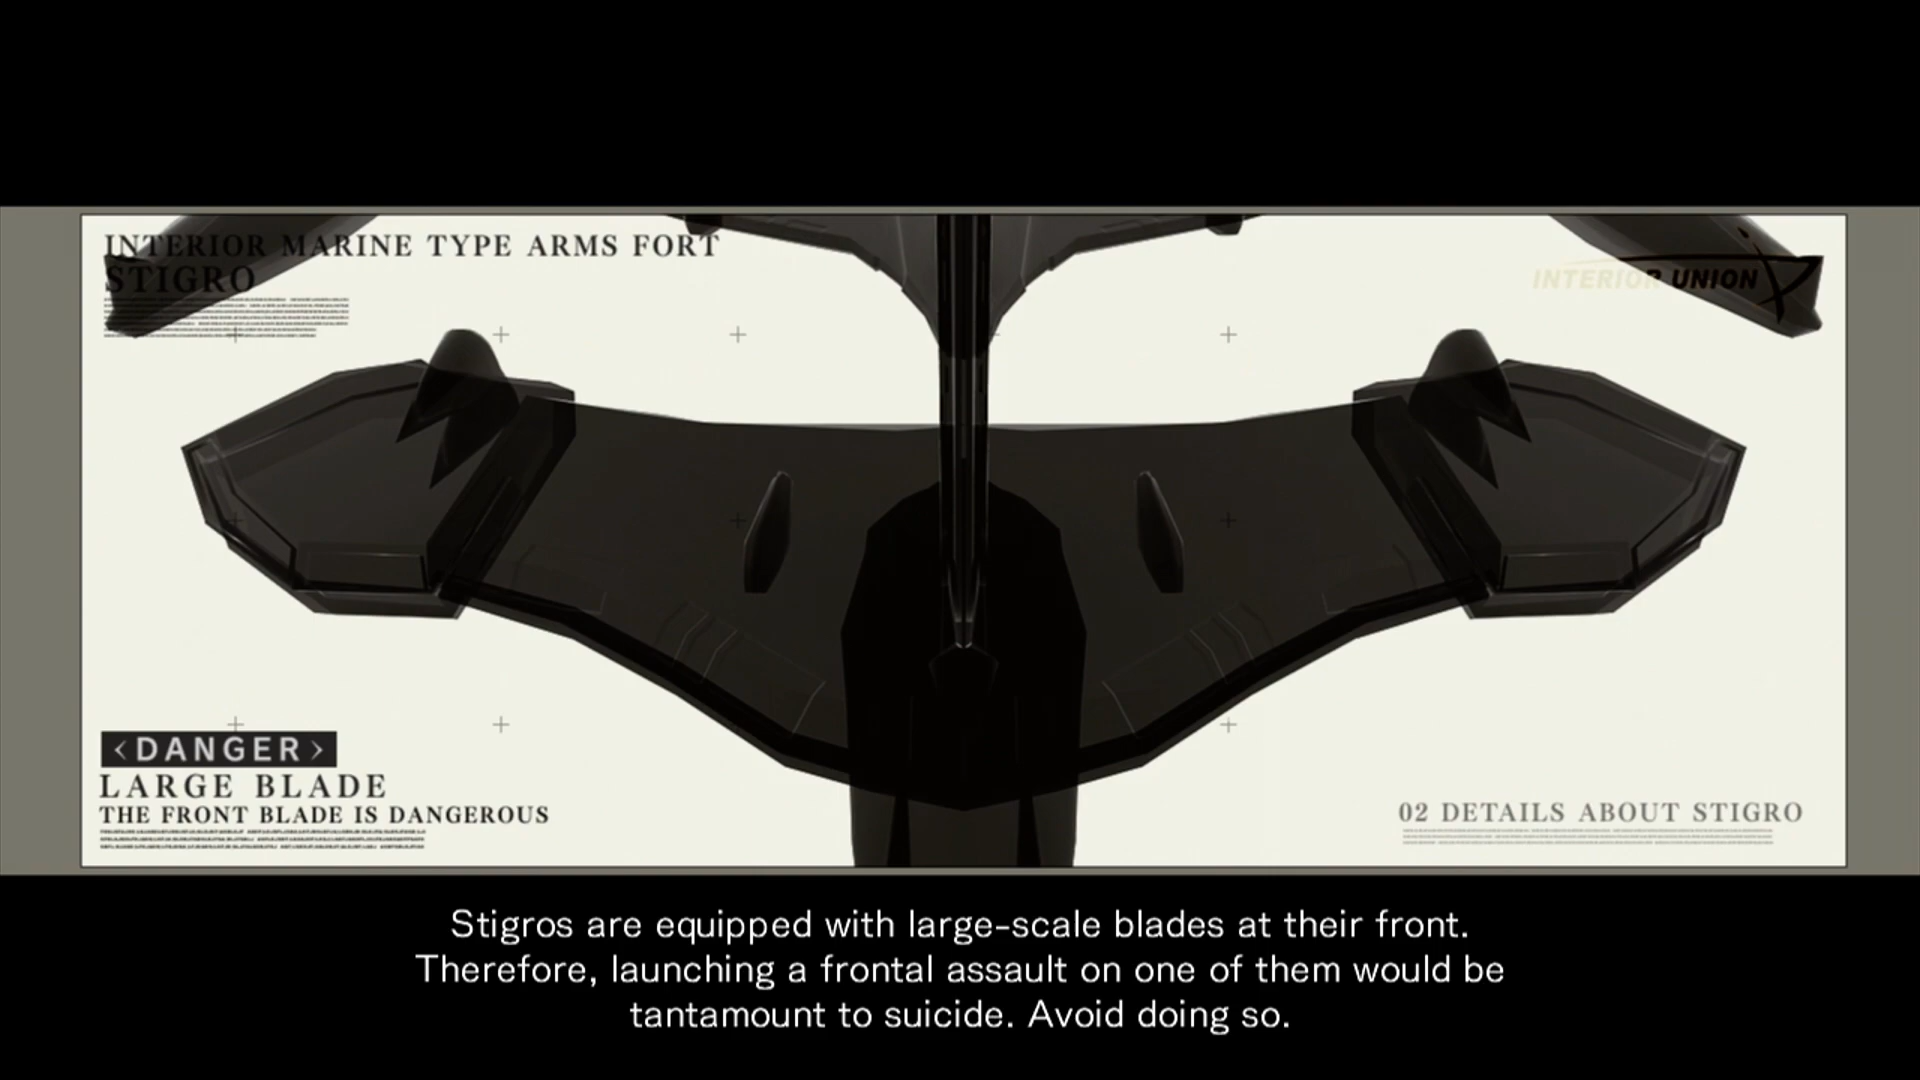 INTERIOR MARINE TYPE ARMS FORT
STIGRO
INTERIOR UNION
<DANGER>
LARGE BLADE
THE FRONT BLADE IS DANGEROUS
02 DETAILS ABOUT STIGRO
Stigros are equipped with large-scale blades at their front.
Therefore, launching a frontal assault on one of them would be
tantamount to suicide. Avoid doing so.